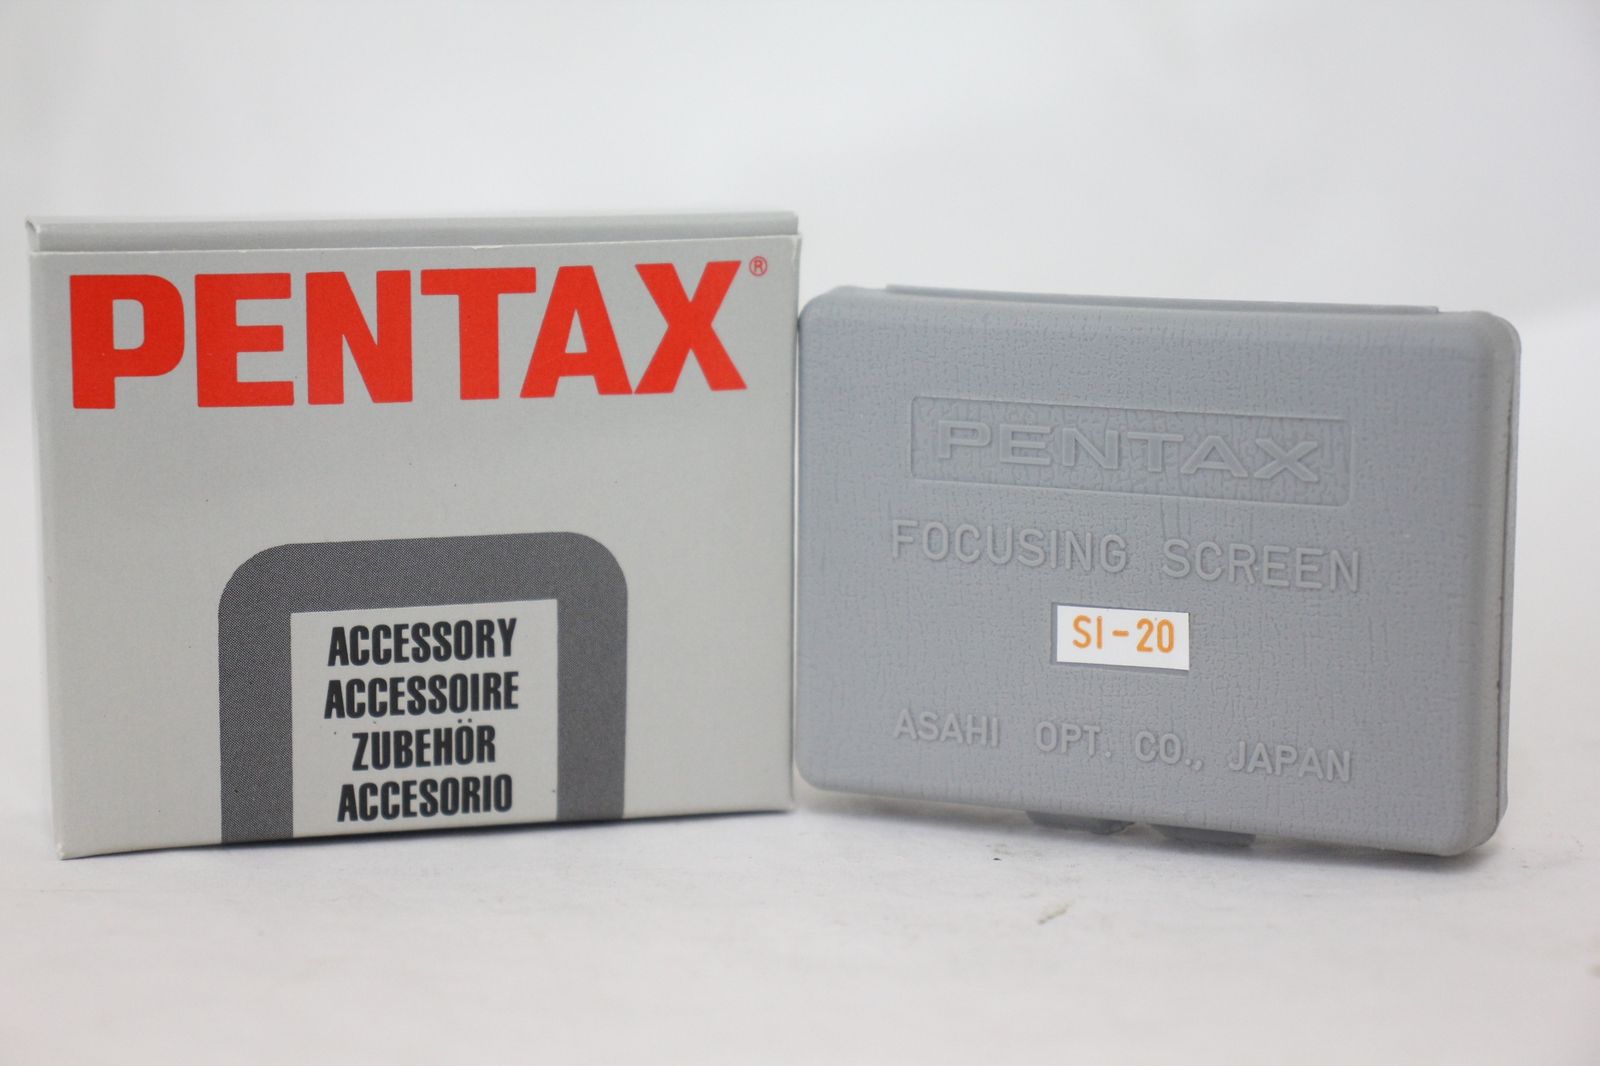 PENTAX®
ACCESSORY
ACCESSOIRE
ZUBEHÖR
ACCESORIO
PENTAX
FOCUSING SCREEN
SI-20
ASAHI OPT. CO., JAPAN